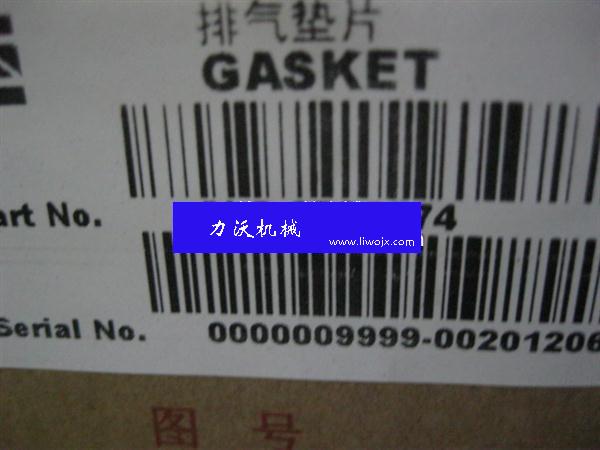 排气垫片
GASKET
art No. 74
力沃机械
www.liwojx.com
Serial No. 0000009999-00201206
图号